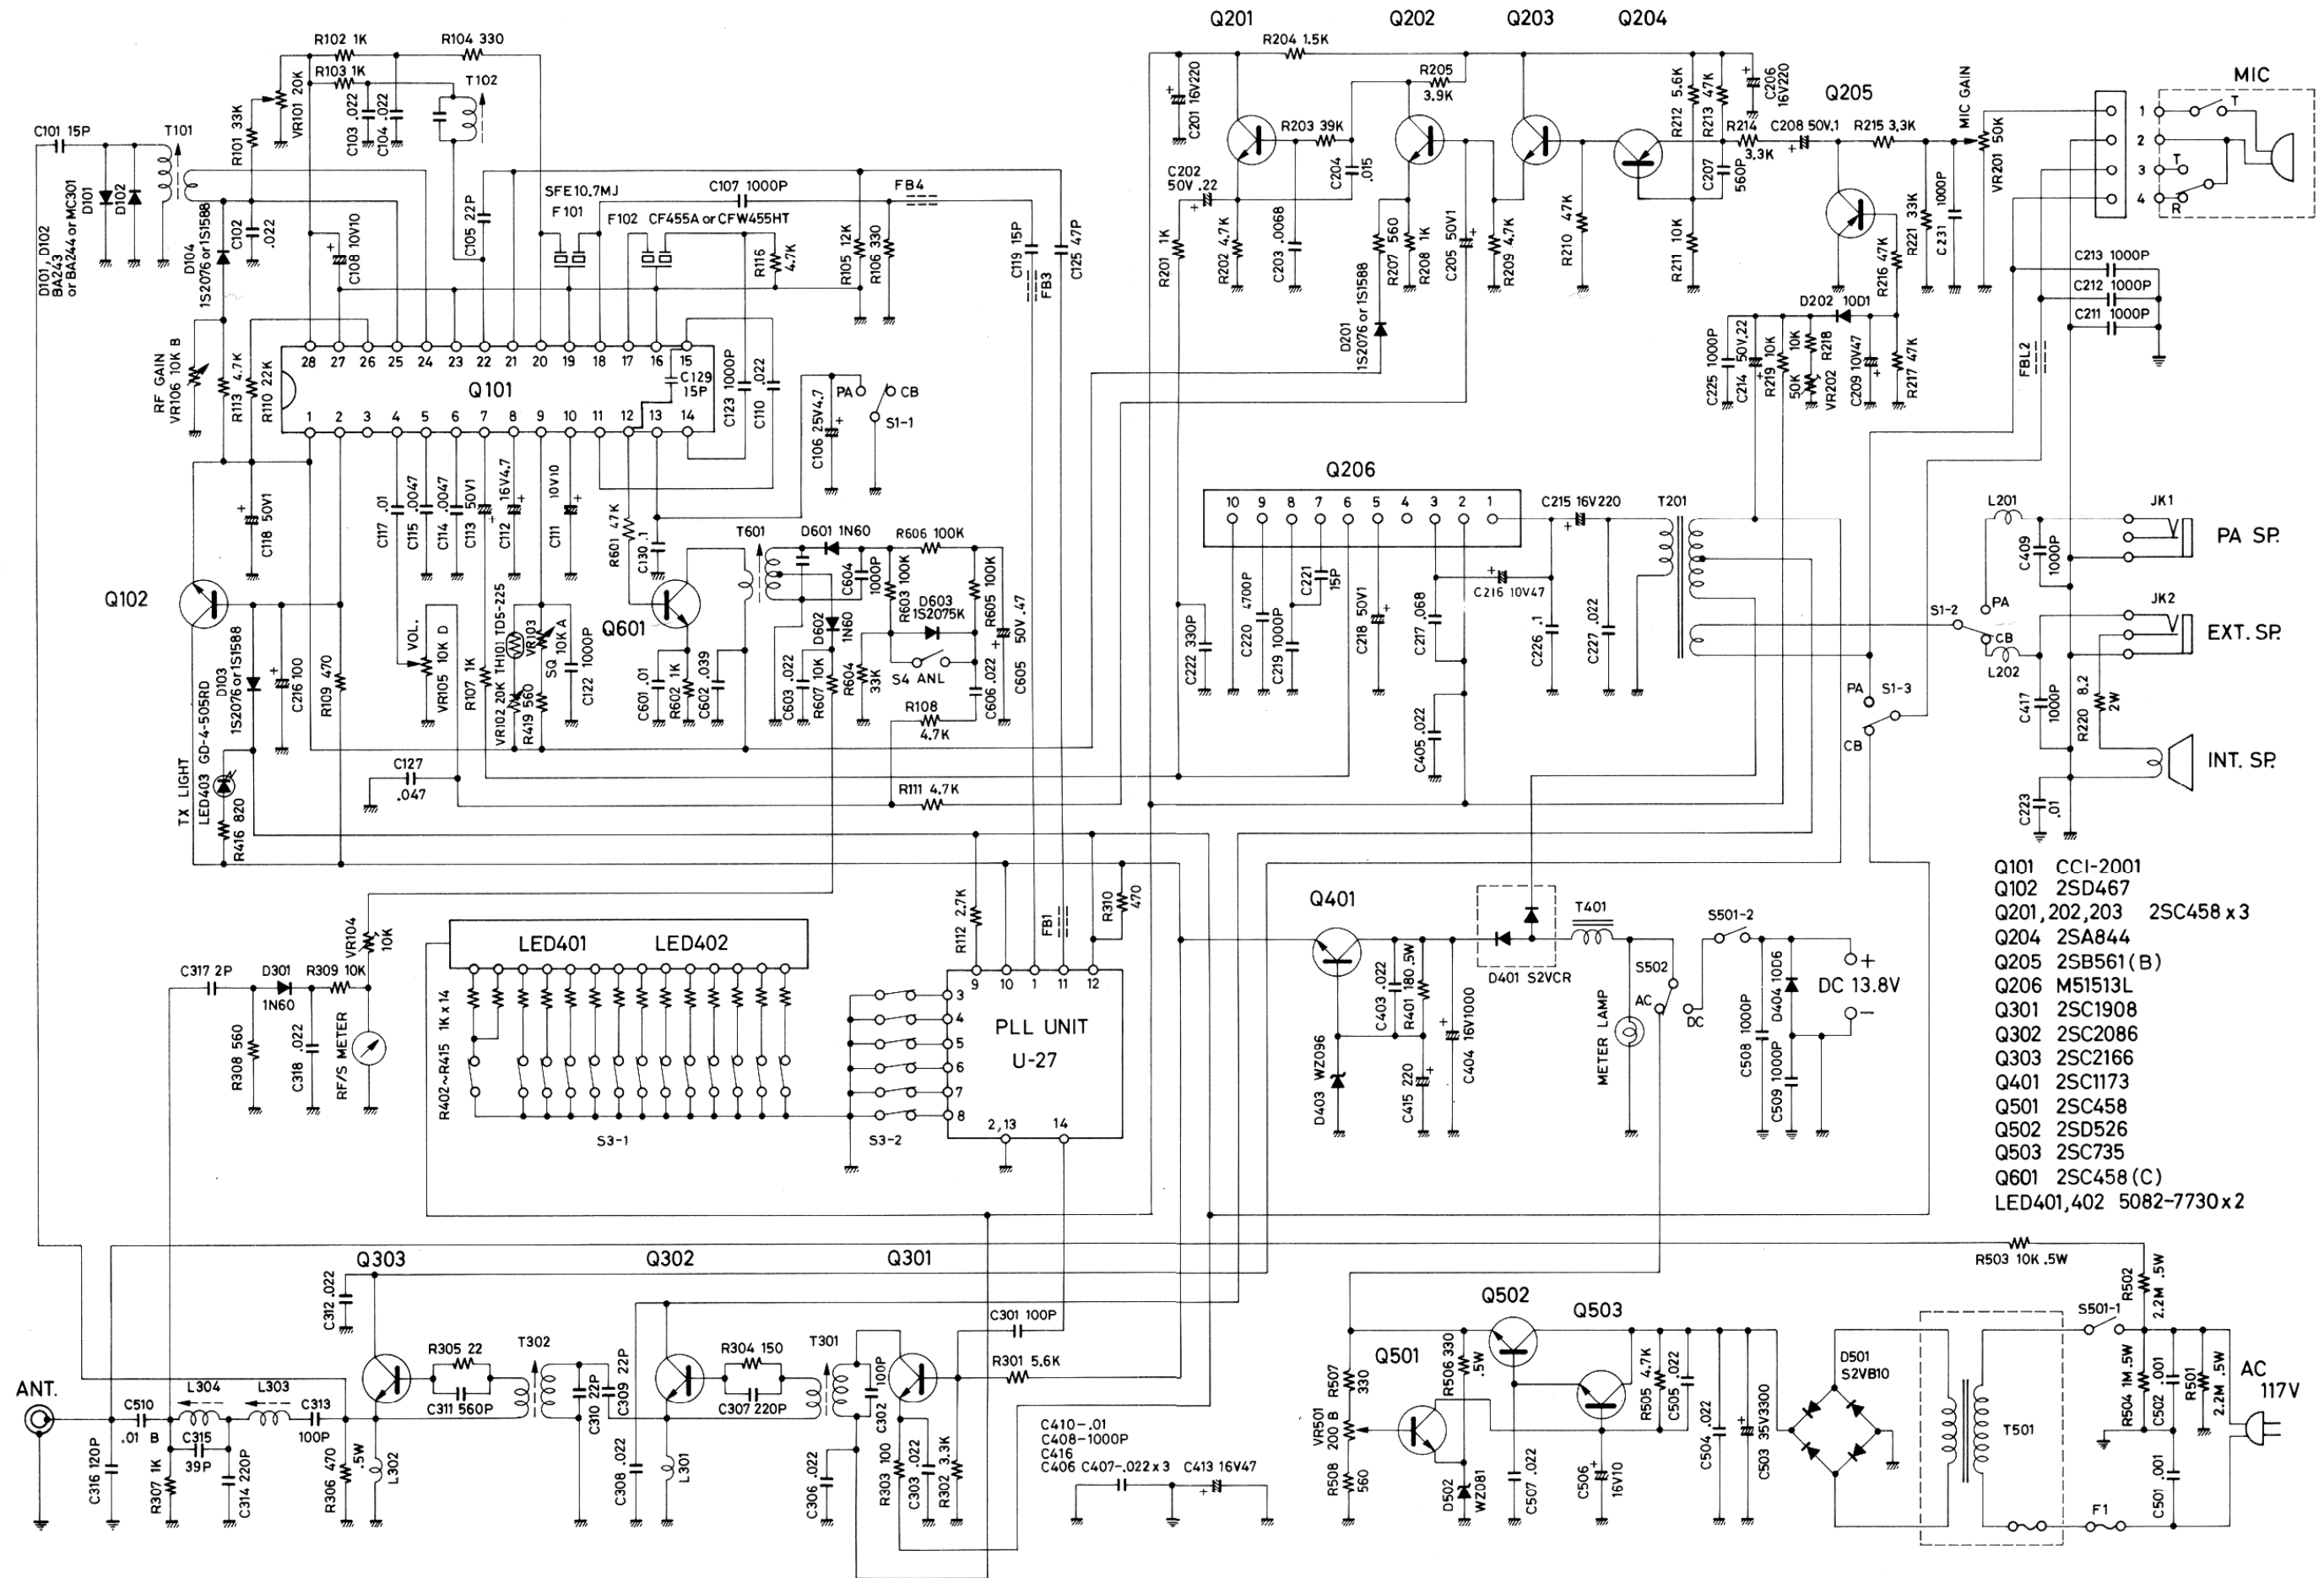 Q201
Q202
Q203
Q204
R102 1K
R104 330
R103 1K
T102
VR101 20K
R101 33K
C103 .022
C104 .022
C101 15P
T101
D101
D102
D101, D102
BA243
or BA244 or MC301
D104
1S2076 or 1S1588
C102
.022
C108 10V10
C105 22P
SFE10.7MJ
F101
F102
CF455A or CFW455HT
C107 1000P
FB4
R116
4.7K
R105 12K
R106 330
C119 15P
FB3
C125 47P
R204 1.5K
C201 16V220
C202
50V .22
R203 39K
R205
3.9K
C204
.015
R201 1K
R202 4.7K
C203 .0068
D201
1S2076 or 1S1588
R207 560
R208 1K
C205 50V1
R209 4.7K
R210 47K
R212 5.6K
R213 47K
C206
16V220
R214
3.3K
C207
560P
R211 10K
Q205
C208 50V.1
R215 3.3K
MIC GAIN
VR201 50K
R216 47K
R221 33K
C231 1000P
D202 10D1
C225 1000P
C214 50V.22
R219 10K
50K
VR202
10K
R218
C209 10V47
R217 47K
MIC
1
2
3
4
T
T
R
C213 1000P
C212 1000P
C211 1000P
FBL2
RF GAIN
VR106 10K B
R113 4.7K
R110 22K
28 27 26 25 24 23 22 21 20 19 18 17 16 15
Q101
C129
15P
1 2 3 4 5 6 7 8 9 10 11 12 13 14
C123 1000P
C110 .022
C106 25V4.7
PA
CB
S1-1
C118 50V1
C117 .01
C115 .0047
C114 .0047
C113 50V1
C112 16V4.7
C111 10V10
R601 47K
C130 .1
T601
D601 1N60
C604
1000P
R606 100K
R603 100K
D603
1S2075K
R605 100K
C605 50V .47
D602
1N60
S4 ANL
R604
33K
C603 .022
R607 10K
C606 .022
R108
4.7K
Q601
C601 .01
R602 1K
C602 .039
Q102
D103
1S2076 or 1S1588
C216 100
R109 470
VOL.
VR105 10K D
R107 1K
VR102 20K
TH101 TD5-225
R419 560
VR103
SQ 10K A
C122 1000P
TX LIGHT
LED403 GD-4-505RD
R416 820
C127
.047
R111 4.7K
Q206
10 9 8 7 6 5 4 3 2 1
C215 16V220
T201
C216 10V47
C222 330P
C220 4700P
C219 1000P
C221
15P
C218 50V1
C217 .068
C405 .022
C226 .1
C227 .022
L201
JK1
PA SP.
C409
1000P
S1-2
PA
CB
JK2
EXT. SP.
L202
PA
S1-3
CB
C417
1000P
R220 8.2
2W
INT. SP.
C223
.01
VR104
10K
C317 2P
D301
1N60
R309 10K
R308 560
C318 .022
RF/S METER
LED401
LED402
R402~R415 1K x 14
S3-1
S3-2
R112 2.7K
FB1
R310
470
9 10 1 11 12
3
4
5
6
7
8
PLL UNIT
U-27
2,13
14
Q401
D401 S2VCR
T401
S501-2
S502
AC
DC
C403 .022
R401 180 .5W
C404 16V1000
D403 WZ096
C415 220
METER LAMP
C508 1000P
D404 10D6
C509 1000P
+
DC 13.8V
−
Q101 CCI-2001
Q102 2SD467
Q201,202,203 2SC458 x 3
Q204 2SA844
Q205 2SB561(B)
Q206 M51513L
Q301 2SC1908
Q302 2SC2086
Q303 2SC2166
Q401 2SC1173
Q501 2SC458
Q502 2SD526
Q503 2SC735
Q601 2SC458(C)
LED401,402 5082-7730 x 2
Q303
Q302
Q301
C312 .022
R305 22
C311 560P
T302
C310 22P
C309 22P
R304 150
C307 220P
T301
C302
100P
C301 100P
R301 5.6K
ANT.
C510
.01 B
L304
L303
C313
100P
C315
39P
C316 120P
R307 1K
C314 220P
R306 470
.5W
L302
C308 .022
L301
C306 .022
R303 100
C303 .022
R302 3.3K
C410-.01
C408-1000P
C416
C406 C407-.022 x 3
C413 16V47
Q502
Q503
Q501
R507
330
VR501
200 B
R508
560
R506 330
.5W
D502
WZ081
C507 .022
C506
16V10
R505 4.7K
C505 .022
C504 .022
C503 35V3300
D501
S2VB10
T501
R503 10K .5W
R502
2.2M .5W
S501-1
R504 1M .5W
C502 .001
R501
2.2M .5W
C501 .001
F1
AC
117V